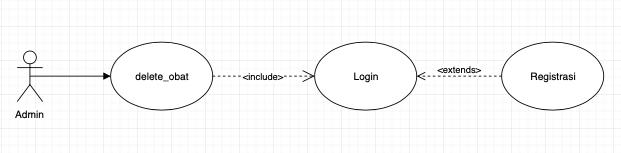 Admin
delete_obat
<include>
Login
<extends>
Registrasi